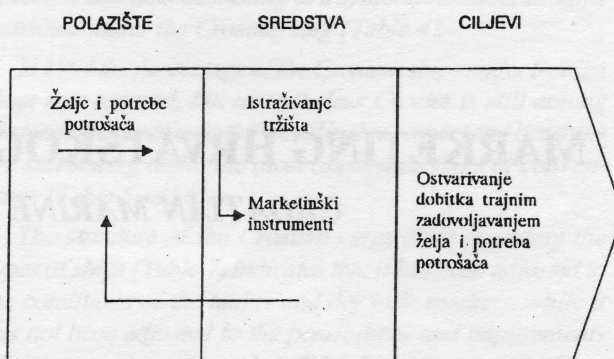 POLAZIŠTE SREDSTVA CILJEVI
Želje i potrebe
potrošača
Istraživanje
tržišta
Marketinški
instrumenti
Ostvarivanje
dobitka trajnim
zadovoljavanjem
želja i potreba
potrošača